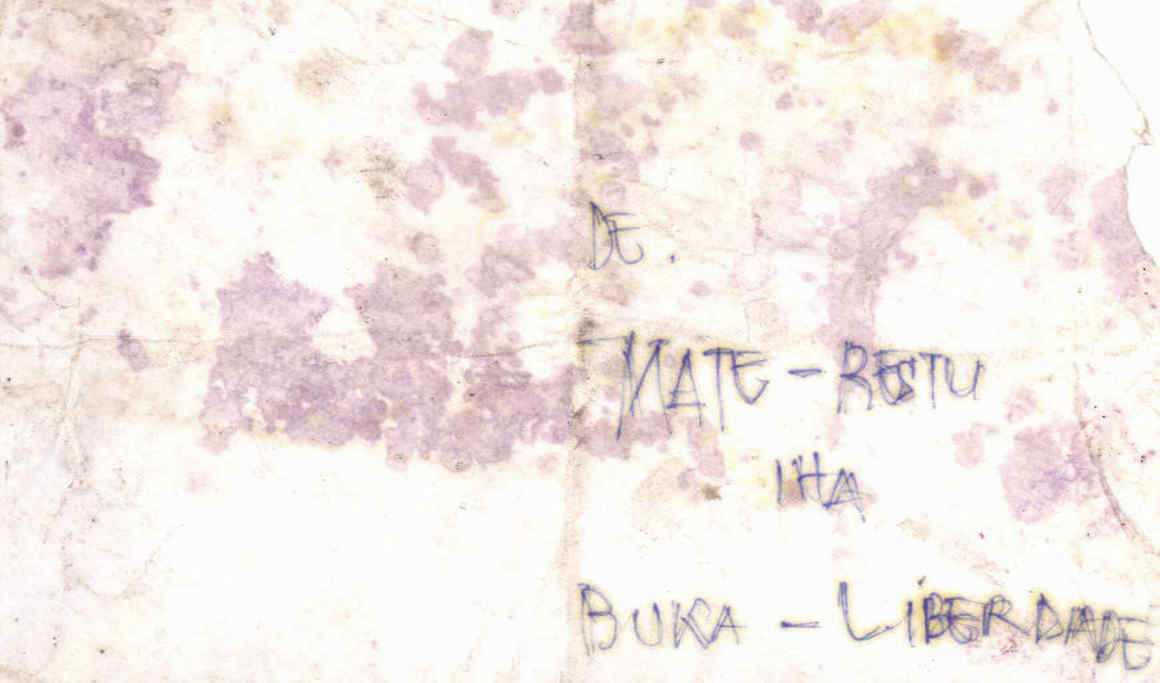 DE.
MATE - RESTU
IHA
BUKA - LIBERDADE